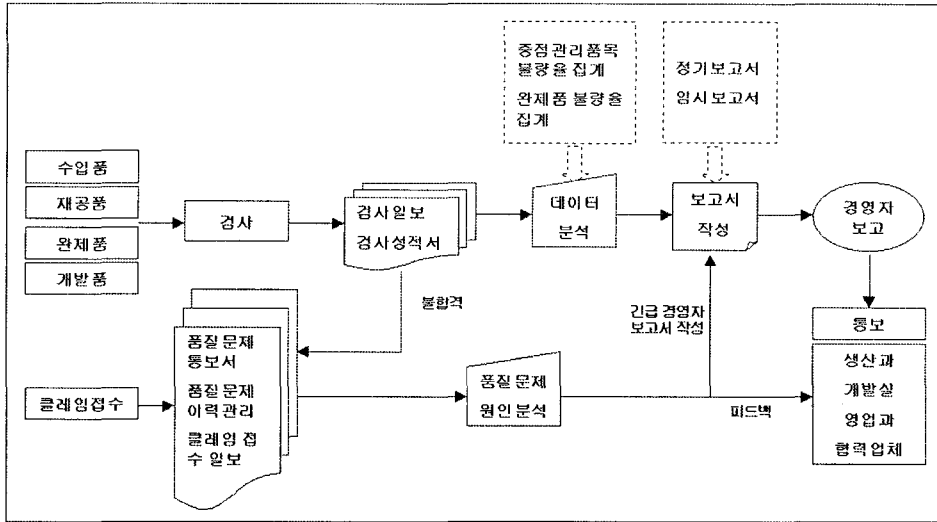 중점관리품목
불량율 집계
완제품 불량율
집계
정기보고서
임시보고서
수입품
재공품
완제품
개발품
검사
검사일보
검사성적서
데이터
분석
보고서
작성
경영자
보고
불합격
긴급 경영자
보고서 작성
통보
생산과
개발실
영업과
협력업체
클레임접수
품질문제
통보서
품질문제
이력관리
클레임 접
수 일보
품질문제
원인분석
피드백